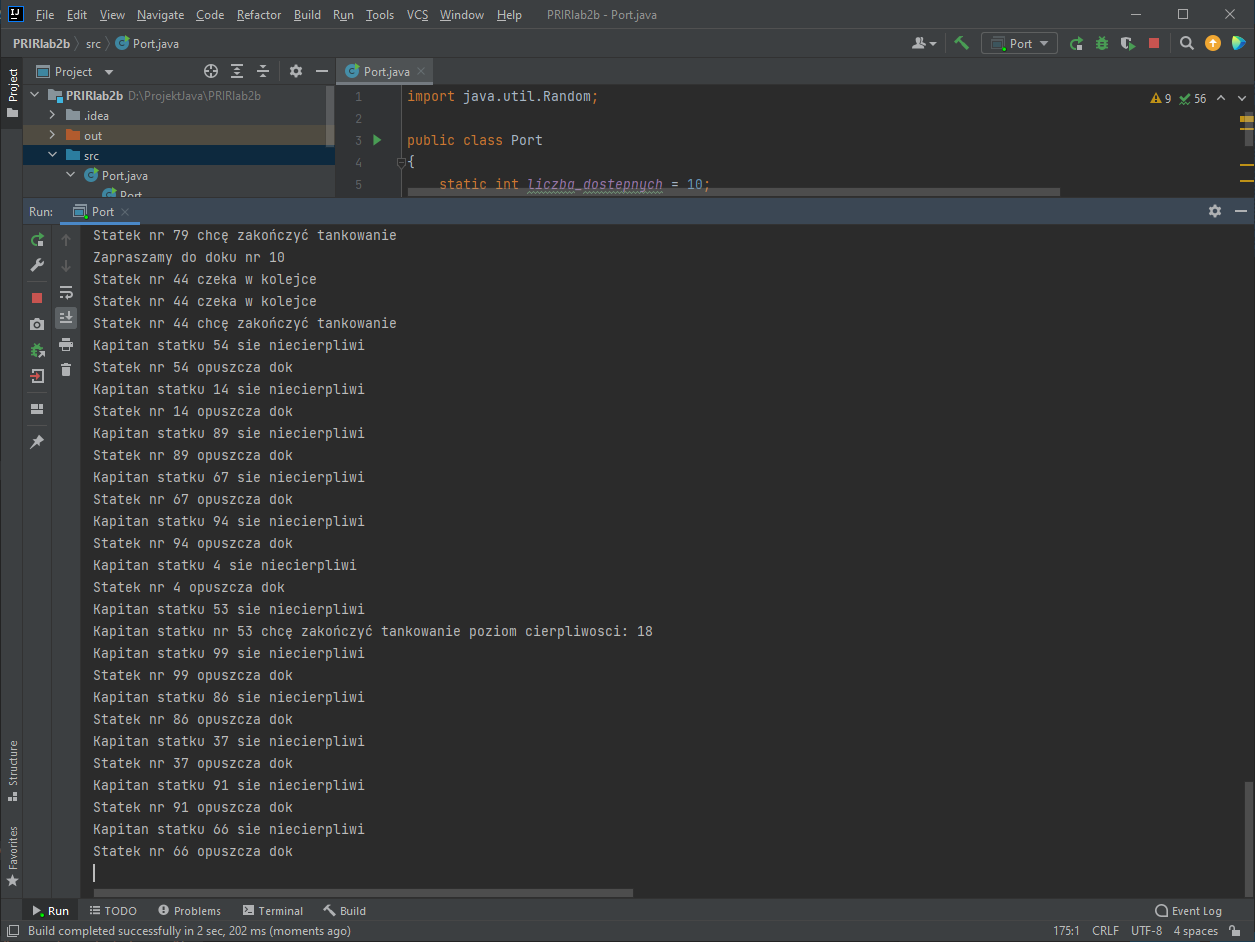 IJ File Edit View Navigate Code Refactor Build Run Tools VCS Window Help PRIRlab2b - Port.java
PRIRlab2b src Port.java Port
Project
Project
Port.java
PRIRlab2b D:\ProjektJava\PRIRlab2b
.idea
out
src
Port.java
Port
1 import java.util.Random;
2
3 public class Port
4 {
5 static int liczba_dostepnych = 10;
9 56
Run: Port
Statek nr 79 chcę zakończyć tankowanie
Zapraszamy do doku nr 10
Statek nr 44 czeka w kolejce
Statek nr 44 czeka w kolejce
Statek nr 44 chcę zakończyć tankowanie
Kapitan statku 54 sie niecierpliwi
Statek nr 54 opuszcza dok
Kapitan statku 14 sie niecierpliwi
Statek nr 14 opuszcza dok
Kapitan statku 89 sie niecierpliwi
Statek nr 89 opuszcza dok
Kapitan statku 67 sie niecierpliwi
Statek nr 67 opuszcza dok
Kapitan statku 94 sie niecierpliwi
Statek nr 94 opuszcza dok
Kapitan statku 4 sie niecierpliwi
Statek nr 4 opuszcza dok
Kapitan statku 53 sie niecierpliwi
Kapitan statku nr 53 chcę zakończyć tankowanie poziom cierpliwosci: 18
Kapitan statku 99 sie niecierpliwi
Statek nr 99 opuszcza dok
Kapitan statku 86 sie niecierpliwi
Statek nr 86 opuszcza dok
Kapitan statku 37 sie niecierpliwi
Statek nr 37 opuszcza dok
Kapitan statku 91 sie niecierpliwi
Statek nr 91 opuszcza dok
Kapitan statku 66 sie niecierpliwi
Statek nr 66 opuszcza dok
Structure
Favorites
Run TODO Problems Terminal Build Event Log
Build completed successfully in 2 sec, 202 ms (moments ago) 175:1 CRLF UTF-8 4 spaces